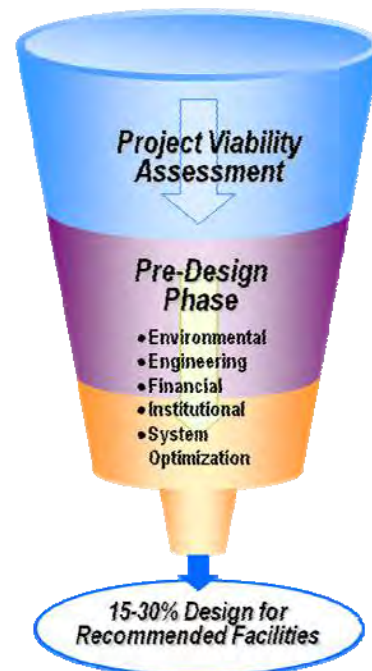 Project Viability
Assessment
Pre-Design
Phase
•Environmental
•Engineering
•Financial
•Institutional
•System
Optimization
15-30% Design for
Recommended Facilities